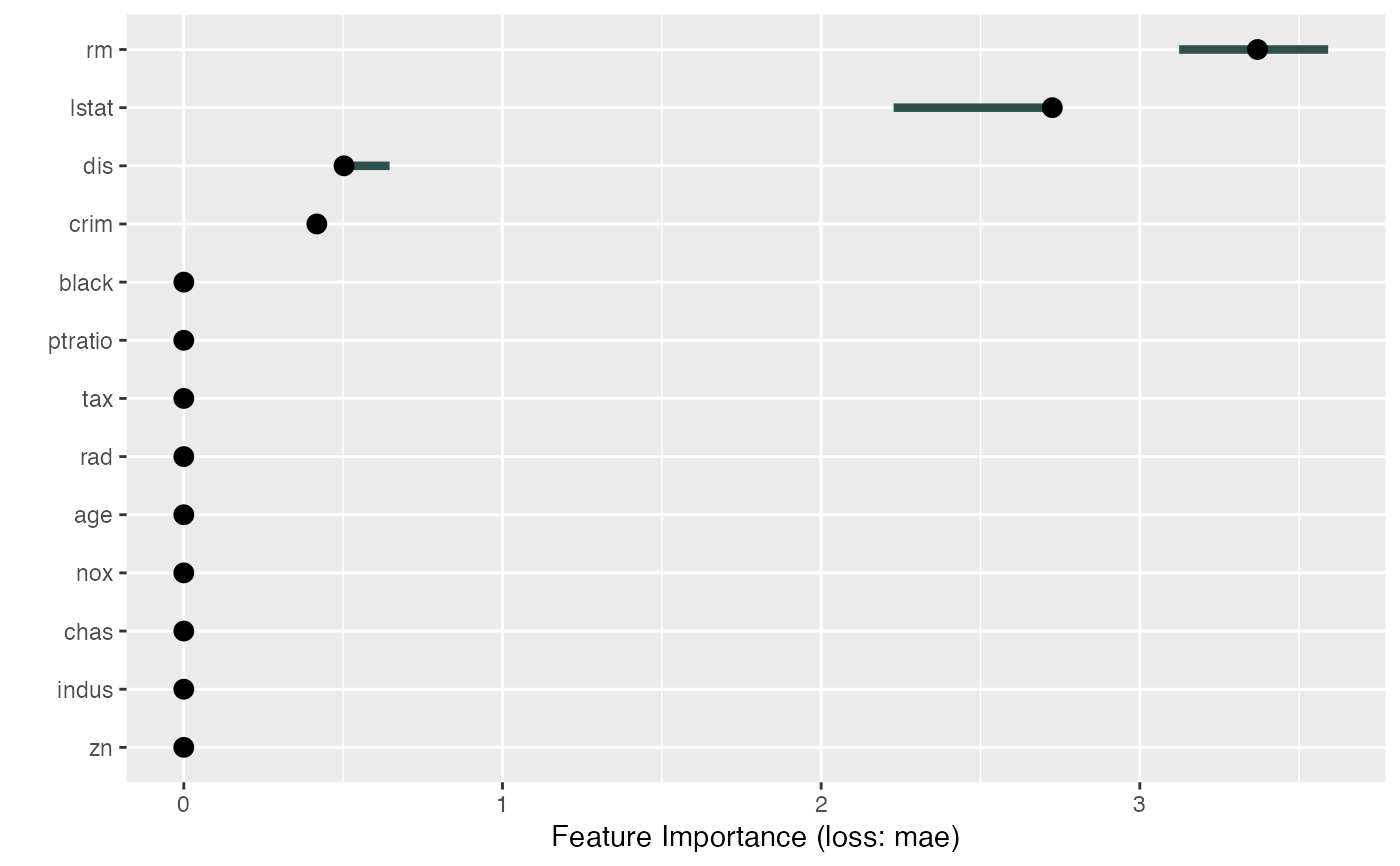 rm
lstat
dis
crim
black
ptratio
tax
rad
age
nox
chas
indus
zn
0 1 2 3
Feature Importance (loss: mae)